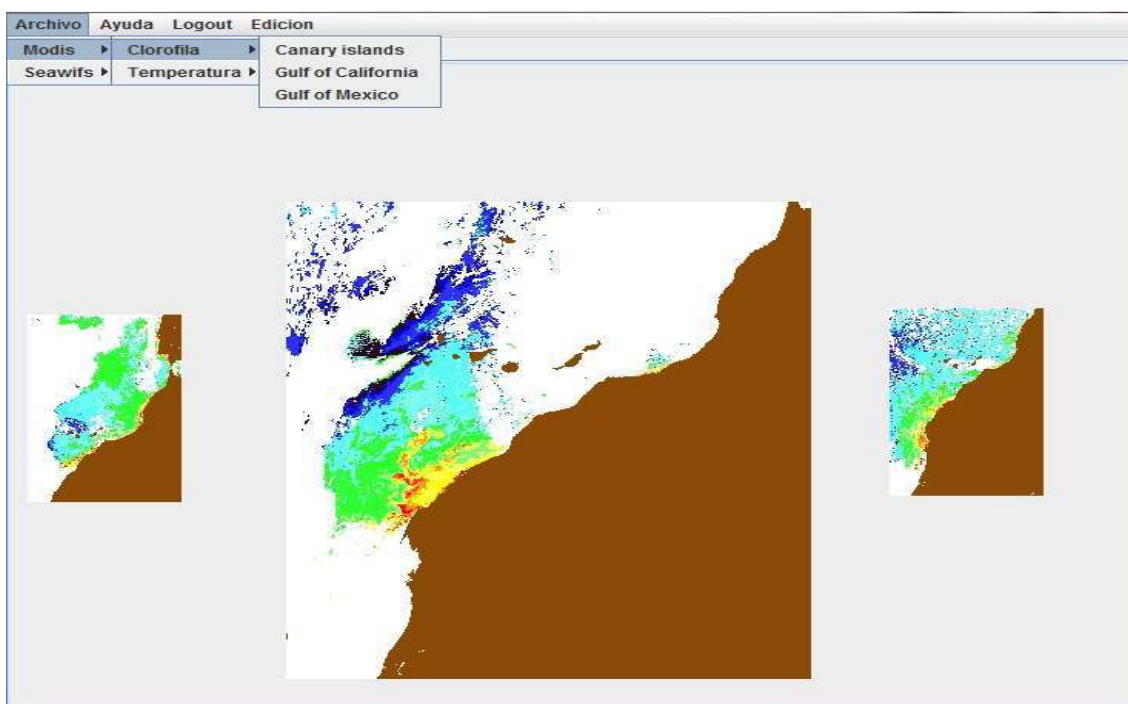 Archivo Ayuda Logout Edicion
Modis Clorofila Canary islands
Seawifs Temperatura Gulf of California
Gulf of Mexico